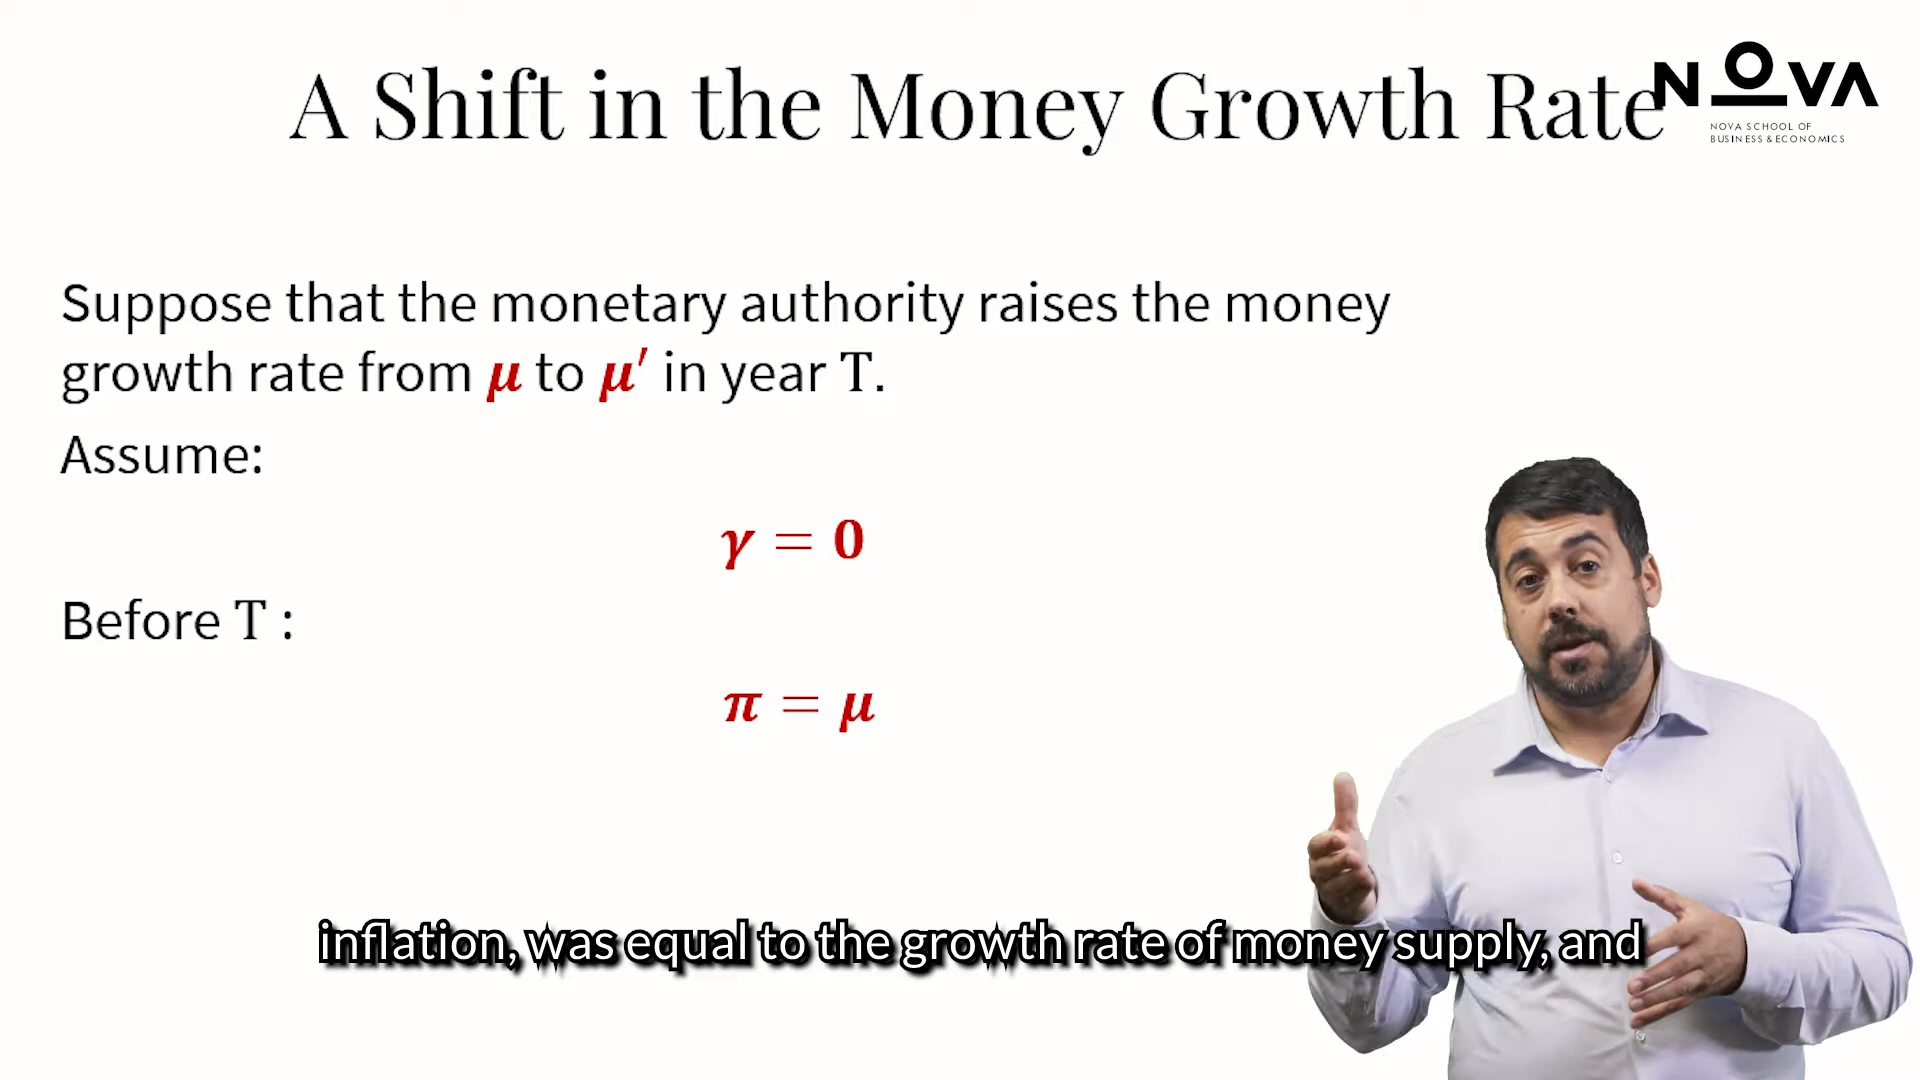 A Shift in the Money Growth Rate
NOVA
NOVA SCHOOL OF
BUSINESS & ECONOMICS
Suppose that the monetary authority raises the money
growth rate from μ to μ′ in year T.
Assume:
γ = 0
Before T :
π = μ
inflation, was equal to the growth rate of money supply, and